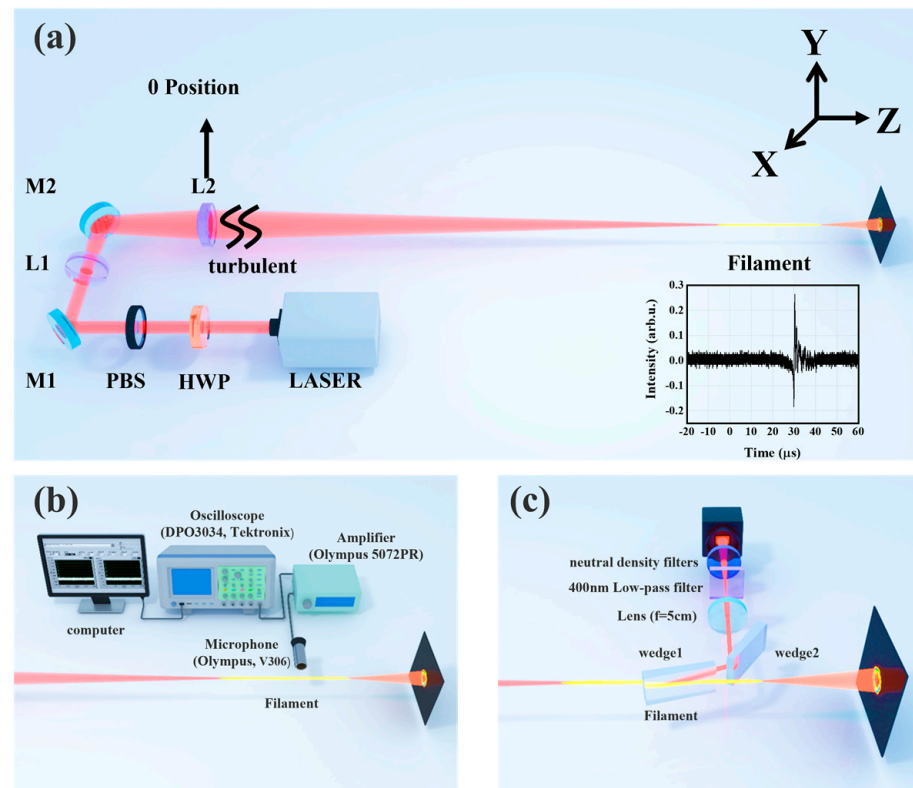 (a)
0 Position
Y
Z
X
M2
L2
L1
turbulent
M1
PBS
HWP
LASER
Filament
Intensity (arb.u.)
0.3
0.2
0.1
0.0
-0.1
-0.2
-20 -10 0 10 20 30 40 50 60
Time (μs)
(b)
Oscilloscope
(DPO3034, Tektronix)
Amplifier
(Olympus 5072PR)
computer
Microphone
(Olympus, V306)
Filament
(c)
neutral density filters
400nm Low-pass filter
Lens (f=5cm)
wedge1
wedge2
Filament